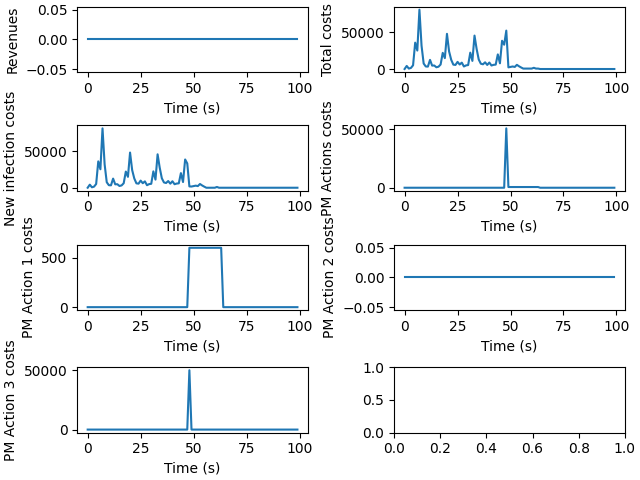 Revenues
0.05
0.00
−0.05
0 25 50 75 100
Time (s)
Total costs
50000
0
0 25 50 75 100
Time (s)
New infection costs
50000
0
0 25 50 75 100
Time (s)
PM Actions costs
50000
0
0 25 50 75 100
Time (s)
PM Action 1 costs
500
0
0 25 50 75 100
Time (s)
PM Action 2 costs
0.05
0.00
−0.05
0 25 50 75 100
Time (s)
PM Action 3 costs
50000
0
0 25 50 75 100
Time (s)
1.0
0.5
0.0
0.0 0.2 0.4 0.6 0.8 1.0